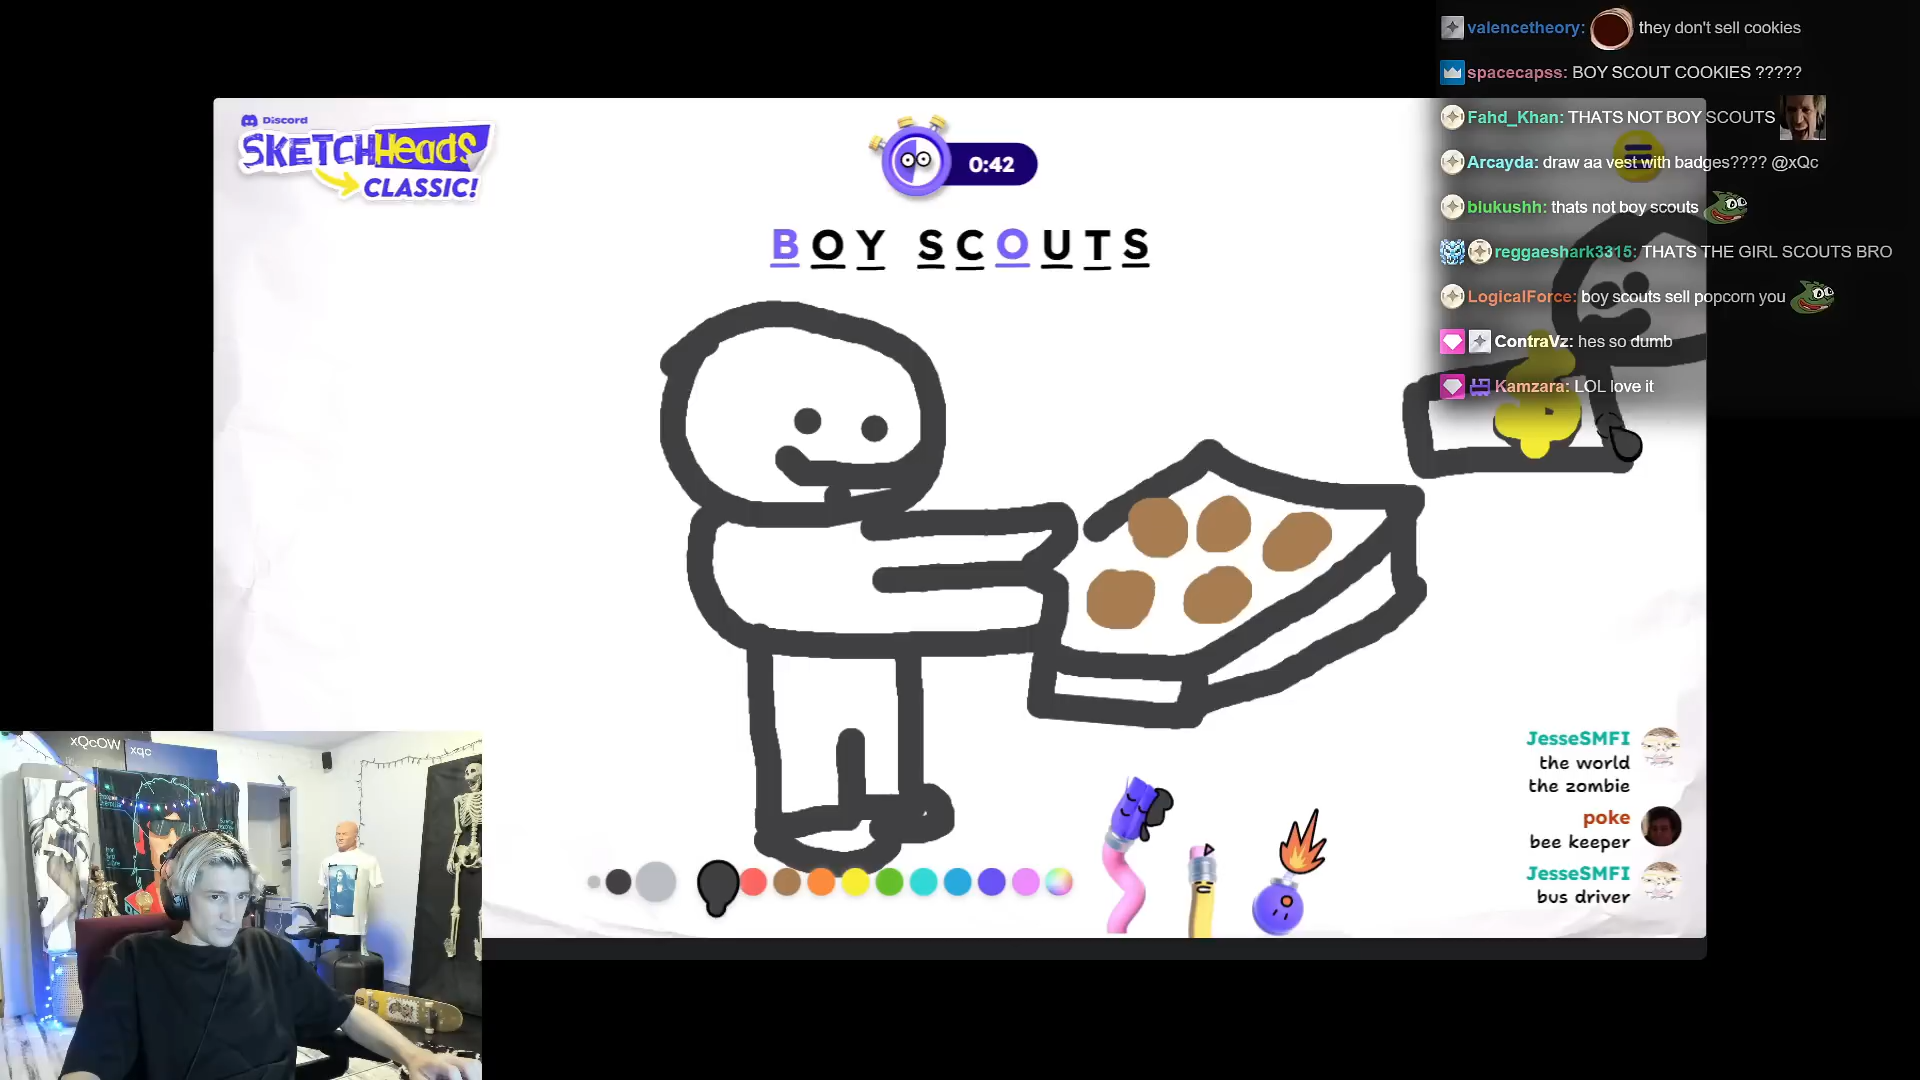 valencetheory: they don't sell cookies
spacecapss: BOY SCOUT COOKIES ?????
Fahd_Khan: THATS NOT BOY SCOUTS
Arcayda: draw aa vest with badges???? @xQc
blukushh: thats not boy scouts
reggaeshark3315: THATS THE GIRL SCOUTS BRO
LogicalForce: boy scouts sell popcorn you
ContraVz: hes so dumb
Kamzara: LOL love it
Discord
SKETCHHeadS
CLASSIC!
0:42
BOY SCOUTS
JesseSMFI
the world
the zombie
poke
bee keeper
JesseSMFI
bus driver
xQcOW
xqc